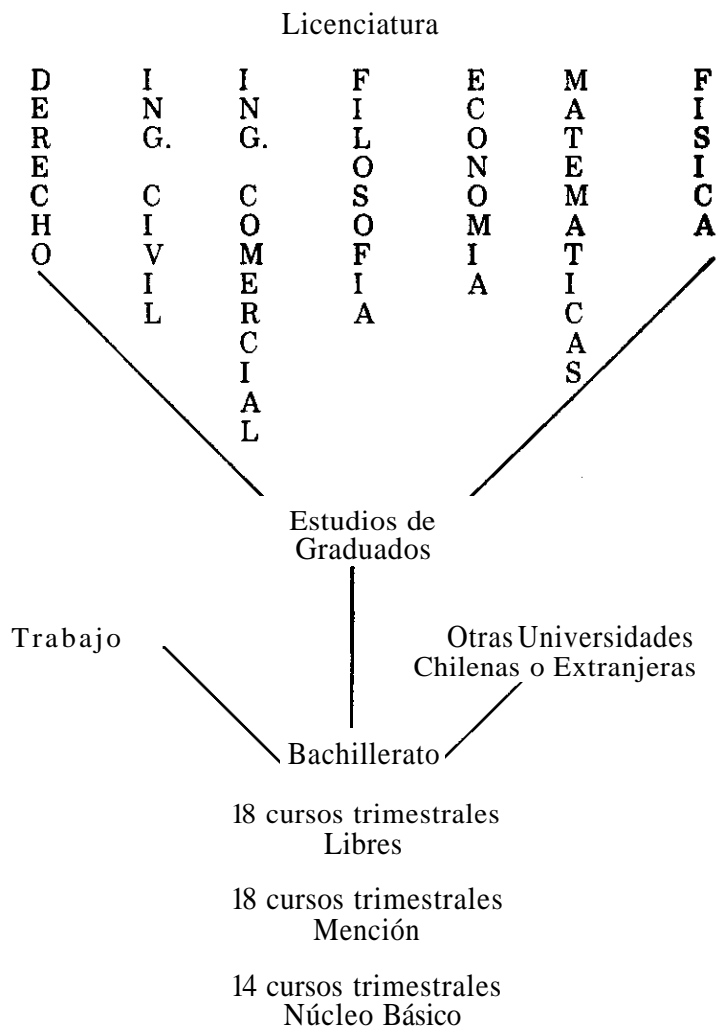 Licenciatura
DERECHO
ING. CIVIL
ING. COMERCIAL
FILOSOFIA
ECONOMIA
MATEMATICAS
FISICA
Estudios de
Graduados
Trabajo
Otras Universidades
Chilenas o Extranjeras
Bachillerato
18 cursos trimestrales
Libres
18 cursos trimestrales
Mención
14 cursos trimestrales
Núcleo Básico